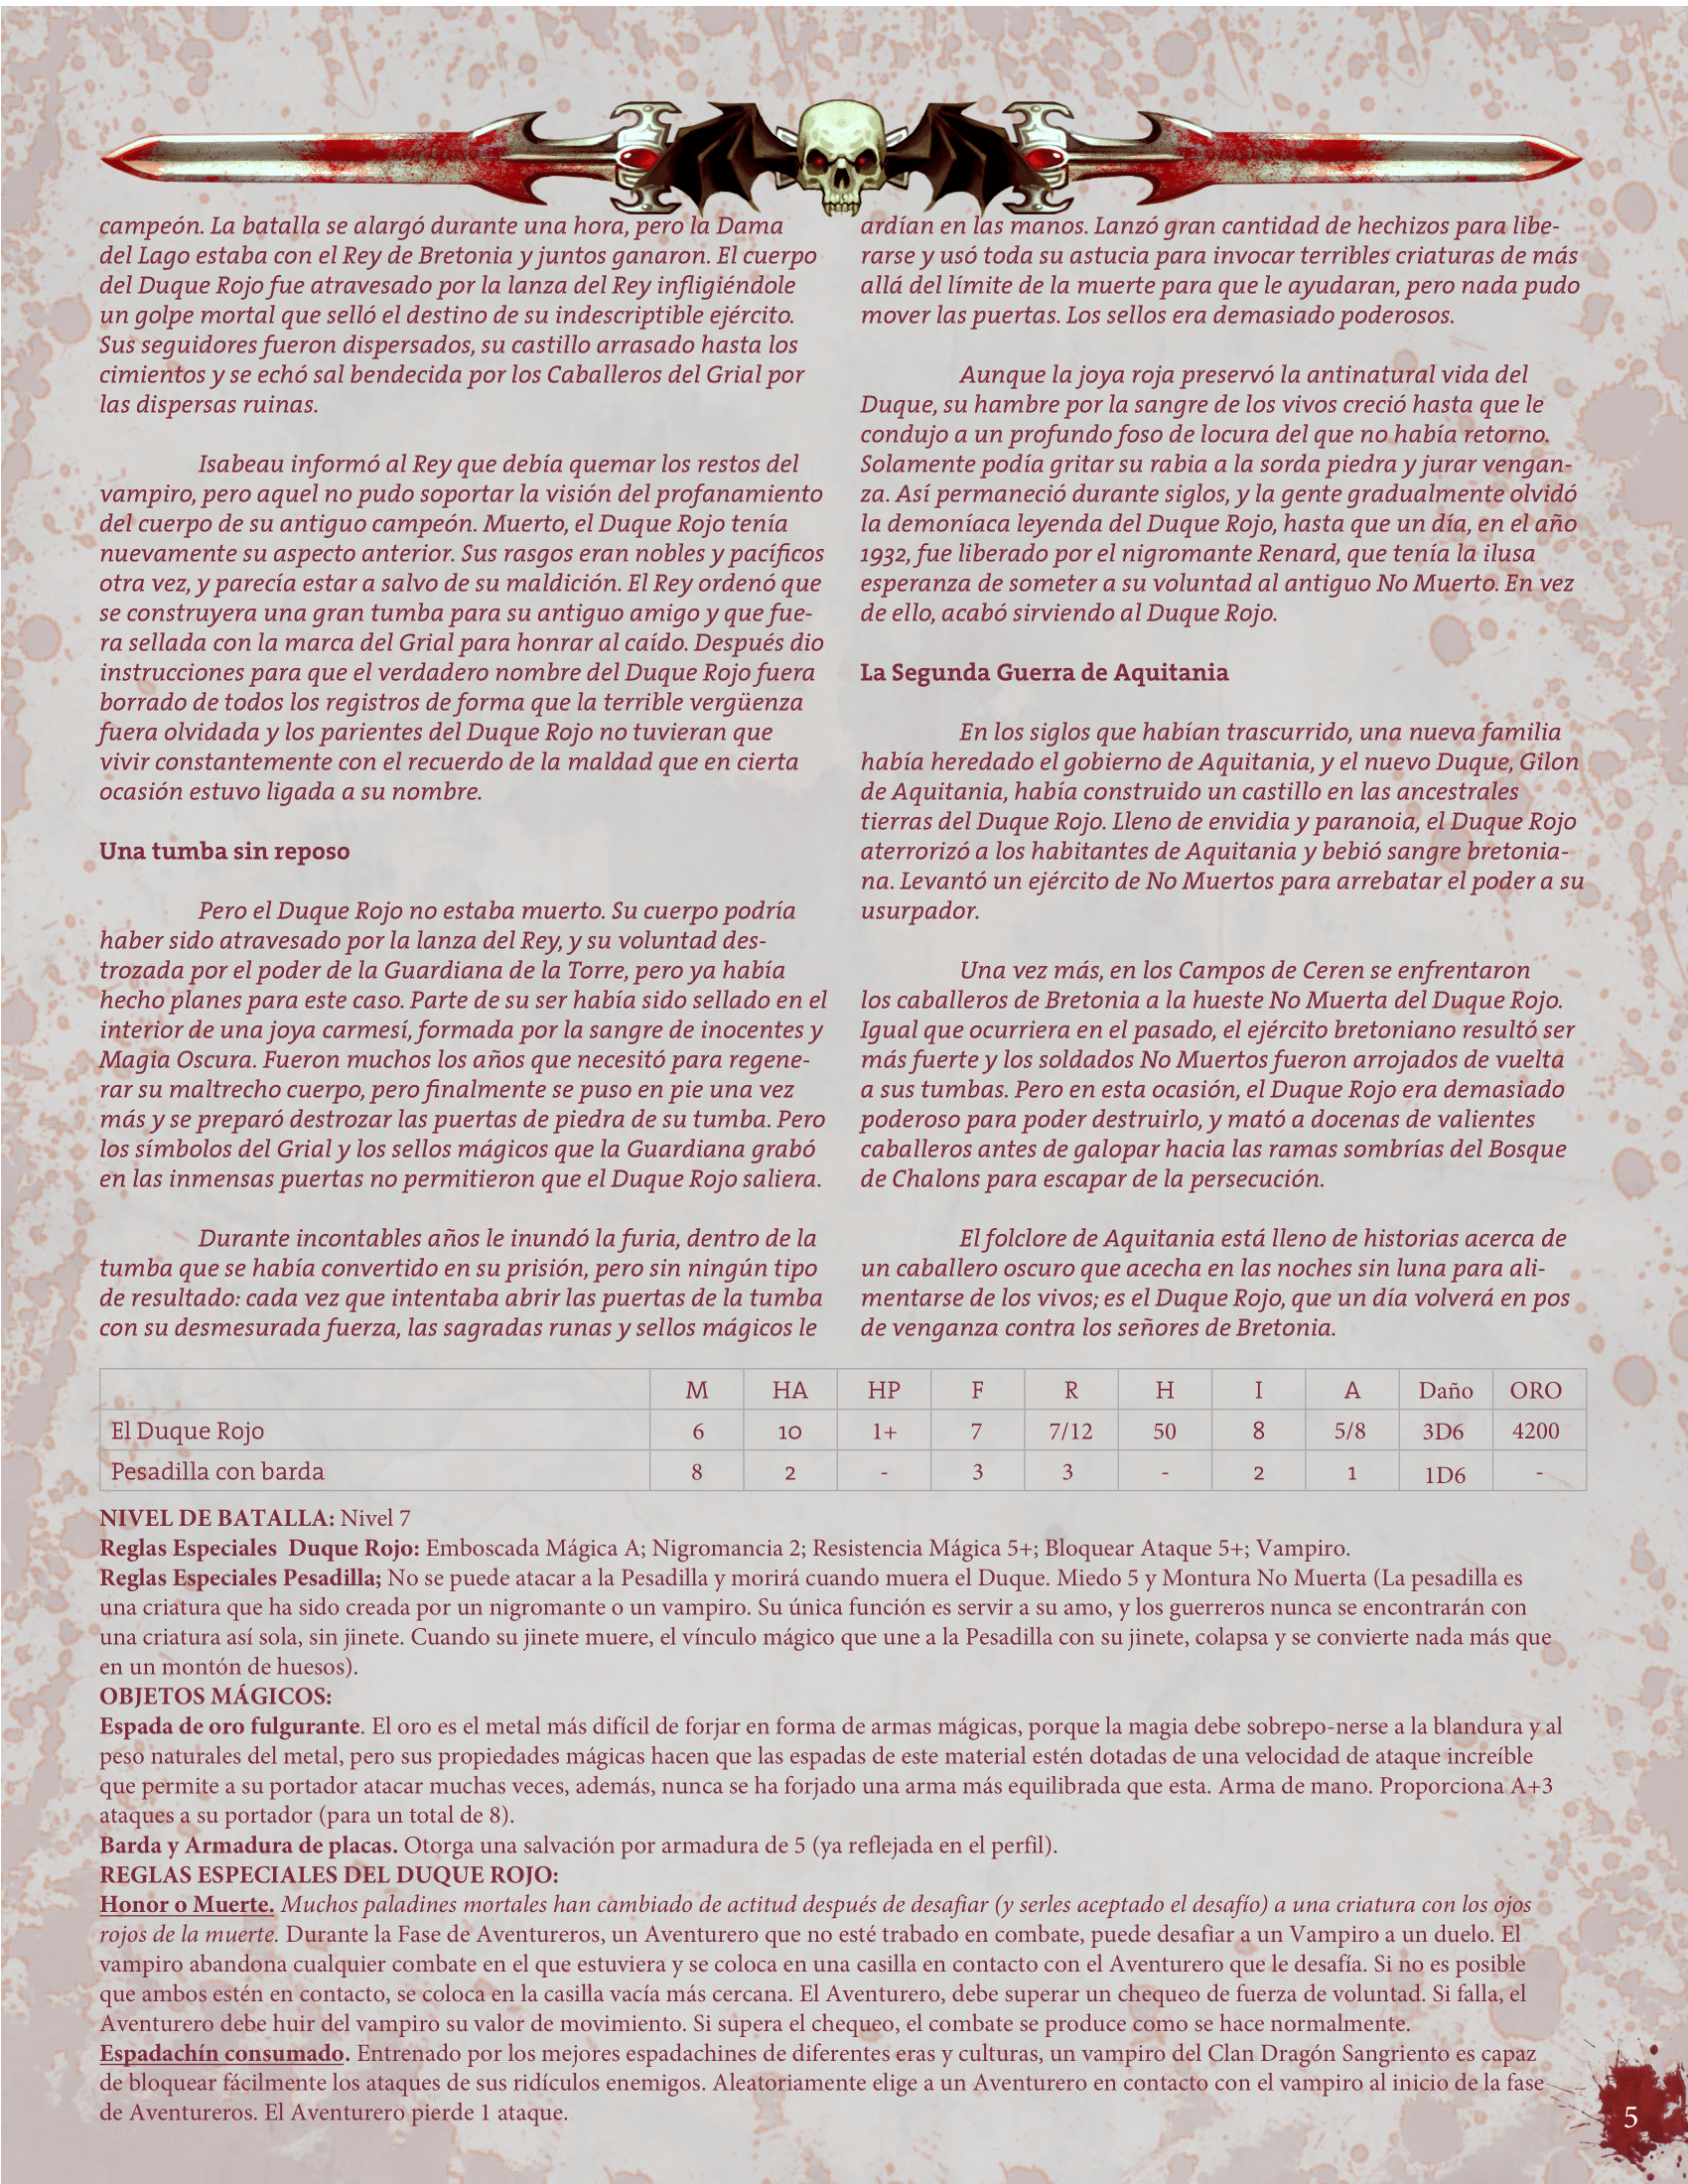 campeón. La batalla se alargó durante una hora, pero la Dama
del Lago estaba con el Rey de Bretonia y juntos ganaron. El cuerpo
del Duque Rojo fue atravesado por la lanza del Rey infligiéndole
un golpe mortal que selló el destino de su indescriptible ejército.
Sus seguidores fueron dispersados, su castillo arrasado hasta los
cimientos y se echó sal bendecida por los Caballeros del Grial por
las dispersas ruinas.
Isabeau informó al Rey que debía quemar los restos del
vampiro, pero aquel no pudo soportar la visión del profanamiento
del cuerpo de su antiguo campeón. Muerto, el Duque Rojo tenía
nuevamente su aspecto anterior. Sus rasgos eran nobles y pacíficos
otra vez, y parecía estar a salvo de su maldición. El Rey ordenó que
se construyera una gran tumba para su antiguo amigo y que fue-
ra sellada con la marca del Grial para honrar al caído. Después dio
instrucciones para que el verdadero nombre del Duque Rojo fuera
borrado de todos los registros de forma que la terrible vergüenza
fuera olvidada y los parientes del Duque Rojo no tuvieran que
vivir constantemente con el recuerdo de la maldad que en cierta
ocasión estuvo ligada a su nombre.
Una tumba sin reposo
Pero el Duque Rojo no estaba muerto. Su cuerpo podría
haber sido atravesado por la lanza del Rey, y su voluntad des-
trozada por el poder de la Guardiana de la Torre, pero ya había
hecho planes para este caso. Parte de su ser había sido sellado en el
interior de una joya carmesí, formada por la sangre de inocentes y
Magia Oscura. Fueron muchos los años que necesitó para regene-
rar su maltrecho cuerpo, pero finalmente se puso en pie una vez
más y se preparó destrozar las puertas de piedra de su tumba. Pero
los símbolos del Grial y los sellos mágicos que la Guardiana grabó
en las inmensas puertas no permitieron que el Duque Rojo saliera.
Durante incontables años le inundó la furia, dentro de la
tumba que se había convertido en su prisión, pero sin ningún tipo
de resultado: cada vez que intentaba abrir las puertas de la tumba
con su desmesurada fuerza, las sagradas runas y sellos mágicos le
ardían en las manos. Lanzó gran cantidad de hechizos para libe-
rarse y usó toda su astucia para invocar terribles criaturas de más
allá del límite de la muerte para que le ayudaran, pero nada pudo
mover las puertas. Los sellos era demasiado poderosos.
Aunque la joya roja preservó la antinatural vida del
Duque, su hambre por la sangre de los vivos creció hasta que le
condujo a un profundo foso de locura del que no había retorno.
Solamente podía gritar su rabia a la sorda piedra y jurar vengan-
za. Así permaneció durante siglos, y la gente gradualmente olvidó
la demoníaca leyenda del Duque Rojo, hasta que un día, en el año
1932, fue liberado por el nigromante Renard, que tenía la ilusa
esperanza de someter a su voluntad al antiguo No Muerto. En vez
de ello, acabó sirviendo al Duque Rojo.
La Segunda Guerra de Aquitania
En los siglos que habían trascurrido, una nueva familia
había heredado el gobierno de Aquitania, y el nuevo Duque, Gilon
de Aquitania, había construido un castillo en las ancestrales
tierras del Duque Rojo. Lleno de envidia y paranoia, el Duque Rojo
aterrorizó a los habitantes de Aquitania y bebió sangre bretonia-
na. Levantó un ejército de No Muertos para arrebatar el poder a su
usurpador.
Una vez más, en los Campos de Ceren se enfrentaron
los caballeros de Bretonia a la hueste No Muerta del Duque Rojo.
Igual que ocurriera en el pasado, el ejército bretoniano resultó ser
más fuerte y los soldados No Muertos fueron arrojados de vuelta
a sus tumbas. Pero en esta ocasión, el Duque Rojo era demasiado
poderoso para poder destruirlo, y mató a docenas de valientes
caballeros antes de galopar hacia las ramas sombrías del Bosque
de Chalons para escapar de la persecución.
El folclore de Aquitania está lleno de historias acerca de
un caballero oscuro que acecha en las noches sin luna para ali-
mentarse de los vivos; es el Duque Rojo, que un día volverá en pos
de venganza contra los señores de Bretonia.
M HA HP F R H I A Daño ORO
El Duque Rojo 6 10 1+ 7 7/12 50 8 5/8 3D6 4200
Pesadilla con barda 8 2 - 3 3 - 2 1 1D6 -
NIVEL DE BATALLA: Nivel 7
Reglas Especiales Duque Rojo: Emboscada Mágica A; Nigromancia 2; Resistencia Mágica 5+; Bloquear Ataque 5+; Vampiro.
Reglas Especiales Pesadilla; No se puede atacar a la Pesadilla y morirá cuando muera el Duque. Miedo 5 y Montura No Muerta (La pesadilla es
una criatura que ha sido creada por un nigromante o un vampiro. Su única función es servir a su amo, y los guerreros nunca se encontrarán con
una criatura así sola, sin jinete. Cuando su jinete muere, el vínculo mágico que une a la Pesadilla con su jinete, colapsa y se convierte nada más que
en un montón de huesos).
OBJETOS MÁGICOS:
Espada de oro fulgurante. El oro es el metal más difícil de forjar en forma de armas mágicas, porque la magia debe sobrepo-nerse a la blandura y al
peso naturales del metal, pero sus propiedades mágicas hacen que las espadas de este material estén dotadas de una velocidad de ataque increíble
que permite a su portador atacar muchas veces, además, nunca se ha forjado una arma más equilibrada que esta. Arma de mano. Proporciona A+3
ataques a su portador (para un total de 8).
Barda y Armadura de placas. Otorga una salvación por armadura de 5 (ya reflejada en el perfil).
REGLAS ESPECIALES DEL DUQUE ROJO:
Honor o Muerte. Muchos paladines mortales han cambiado de actitud después de desafiar (y serles aceptado el desafío) a una criatura con los ojos
rojos de la muerte. Durante la Fase de Aventureros, un Aventurero que no esté trabado en combate, puede desafiar a un Vampiro a un duelo. El
vampiro abandona cualquier combate en el que estuviera y se coloca en una casilla en contacto con el Aventurero que le desafía. Si no es posible
que ambos estén en contacto, se coloca en la casilla vacía más cercana. El Aventurero, debe superar un chequeo de fuerza de voluntad. Si falla, el
Aventurero debe huir del vampiro su valor de movimiento. Si supera el chequeo, el combate se produce como se hace normalmente.
Espadachín consumado. Entrenado por los mejores espadachines de diferentes eras y culturas, un vampiro del Clan Dragón Sangriento es capaz
de bloquear fácilmente los ataques de sus ridículos enemigos. Aleatoriamente elige a un Aventurero en contacto con el vampiro al inicio de la fase
de Aventureros. El Aventurero pierde 1 ataque.
5